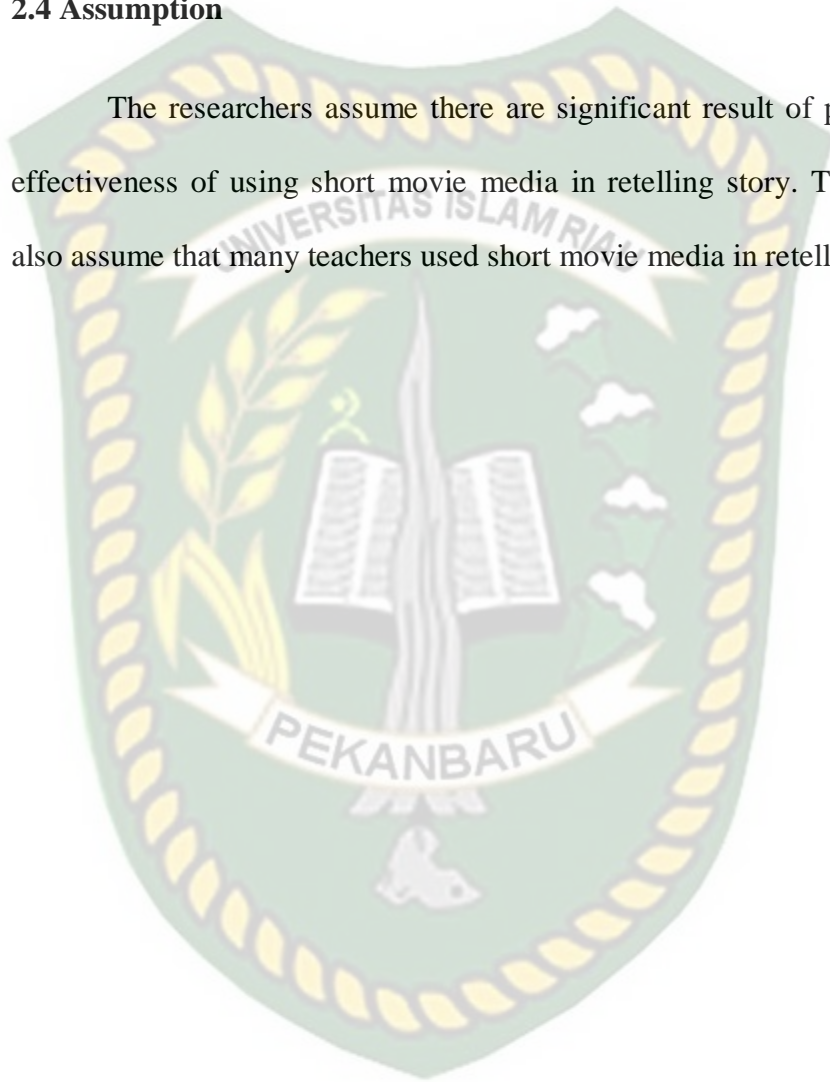 2.4 Assumption
The researchers assume there are significant result of
effectiveness of using short movie media in retelling story.
also assume that many teachers used short movie media in
UNIVERSITAS ISLAM RIAU
PEKANBARU